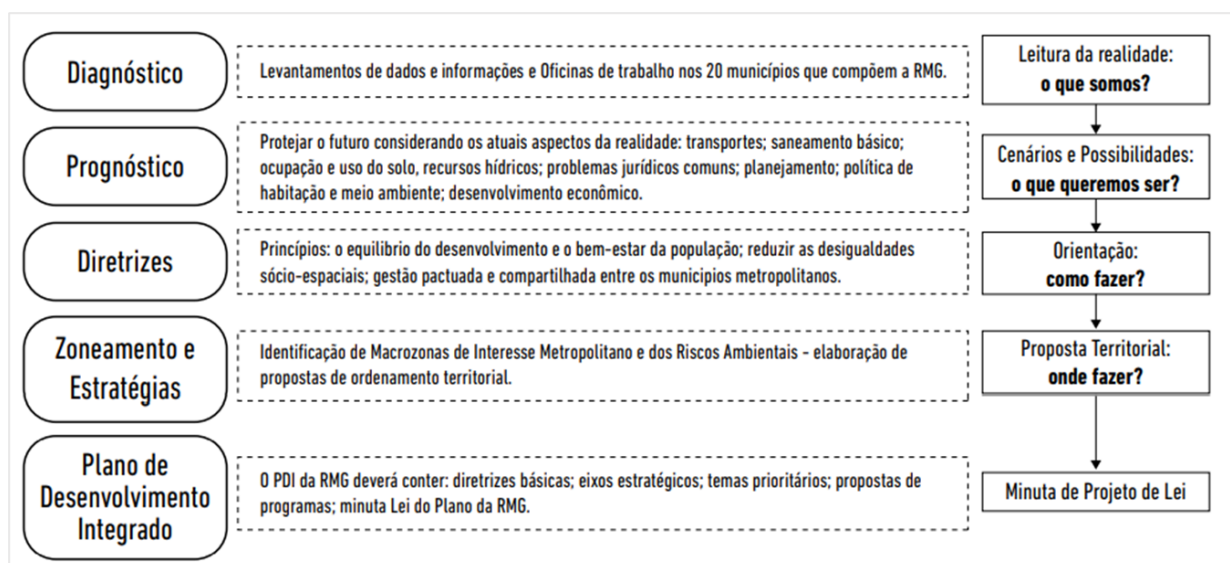 Diagnóstico
Levantamentos de dados e informações e Oficinas de trabalho nos 20 municípios que compõem a RMG.
Leitura da realidade:
o que somos?
Prognóstico
Protejar o futuro considerando os atuais aspectos da realidade: transportes; saneamento básico;
ocupação e uso do solo, recursos hídricos; problemas jurídicos comuns; planejamento; política de
habitação e meio ambiente; desenvolvimento econômico.
Cenários e Possibilidades:
o que queremos ser?
Diretrizes
Princípios: o equilibrio do desenvolvimento e o bem-estar da população; reduzir as desigualdades
sócio-espaciais; gestão pactuada e compartilhada entre os municipios metropolitanos.
Orientação:
como fazer?
Zoneamento e
Estratégias
Identificação de Macrozonas de Interesse Metropolitano e dos Riscos Ambientais - elaboração de
propostas de ordenamento territorial.
Proposta Territorial:
onde fazer?
Plano de
Desenvolvimento
Integrado
O PDI da RMG deverá conter: diretrizes básicas; eixos estratégicos; temas prioritários; propostas de
programas; minuta Lei do Plano da RMG.
Minuta de Projeto de Lei